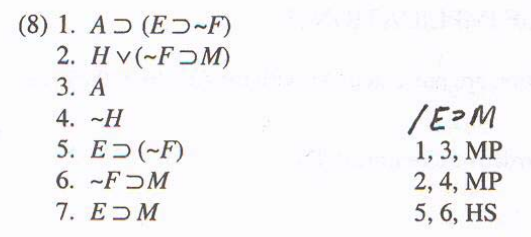 (8) 1. A ⊃ (E ⊃ ~F)
2. H ∨ (~F ⊃ M)
3. A
4. ~H /E⊃M
5. E ⊃ (~F) 1, 3, MP
6. ~F ⊃ M 2, 4, MP
7. E ⊃ M 5, 6, HS